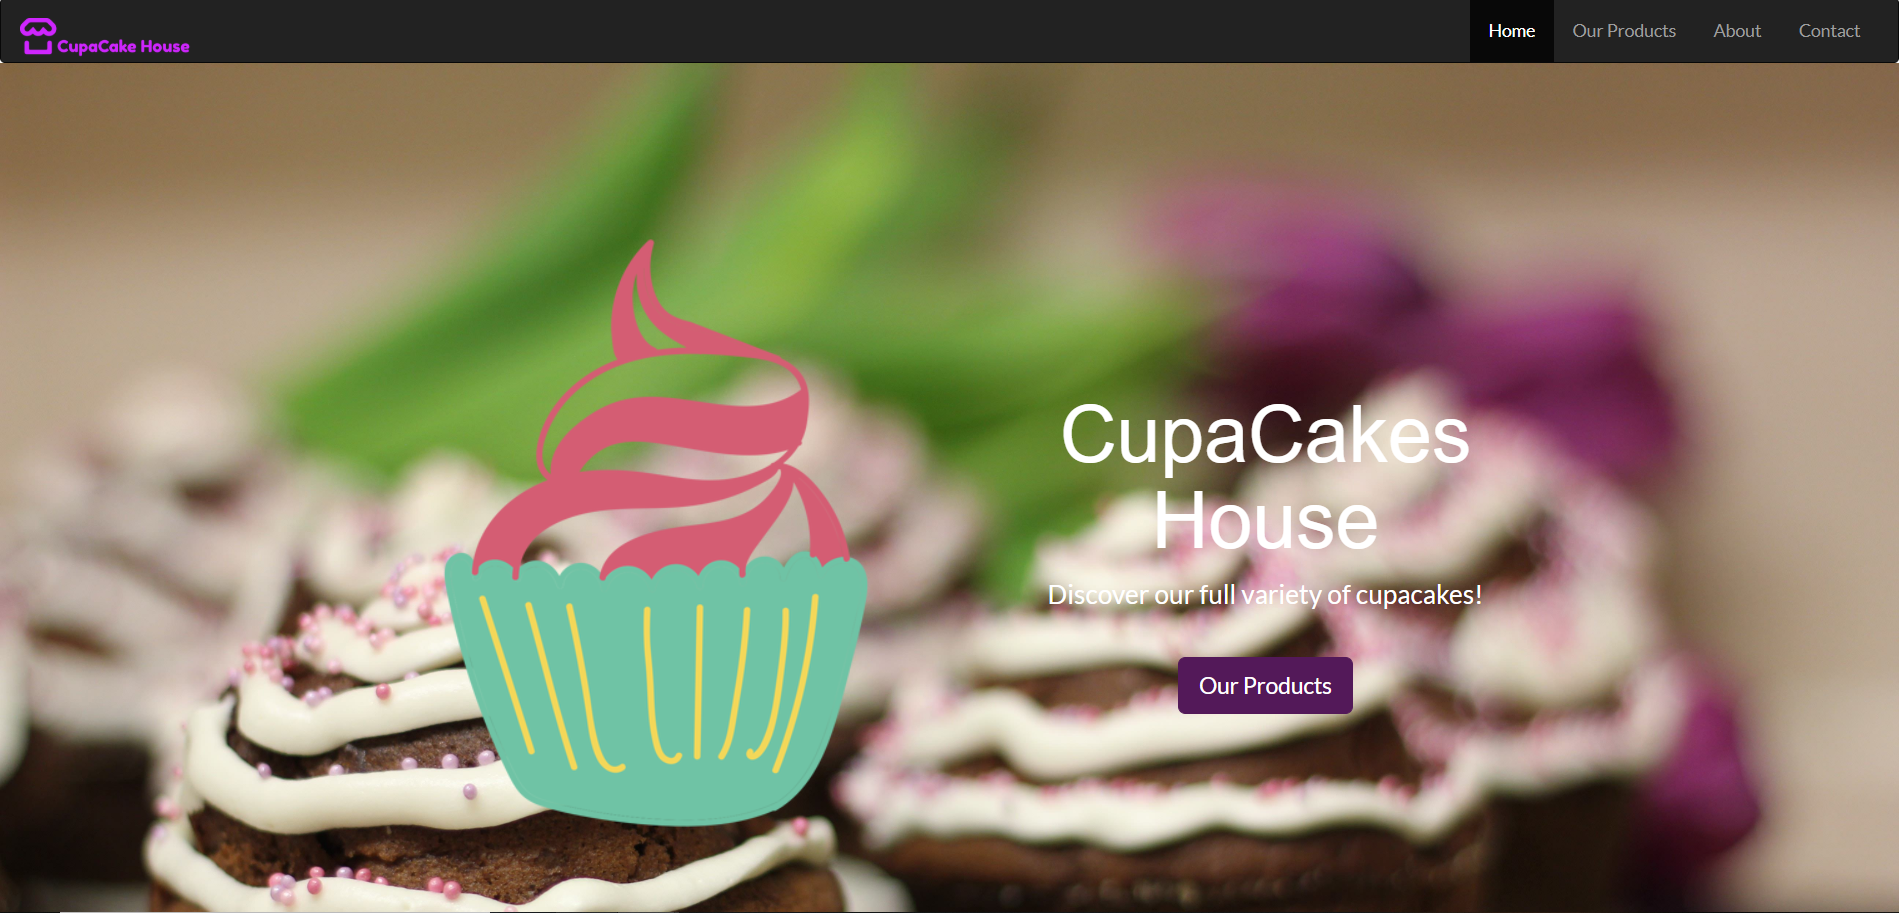 CupaCake House
Home Our Products About Contact
CupaCakes
House
Discover our full variety of cupacakes!
Our Products